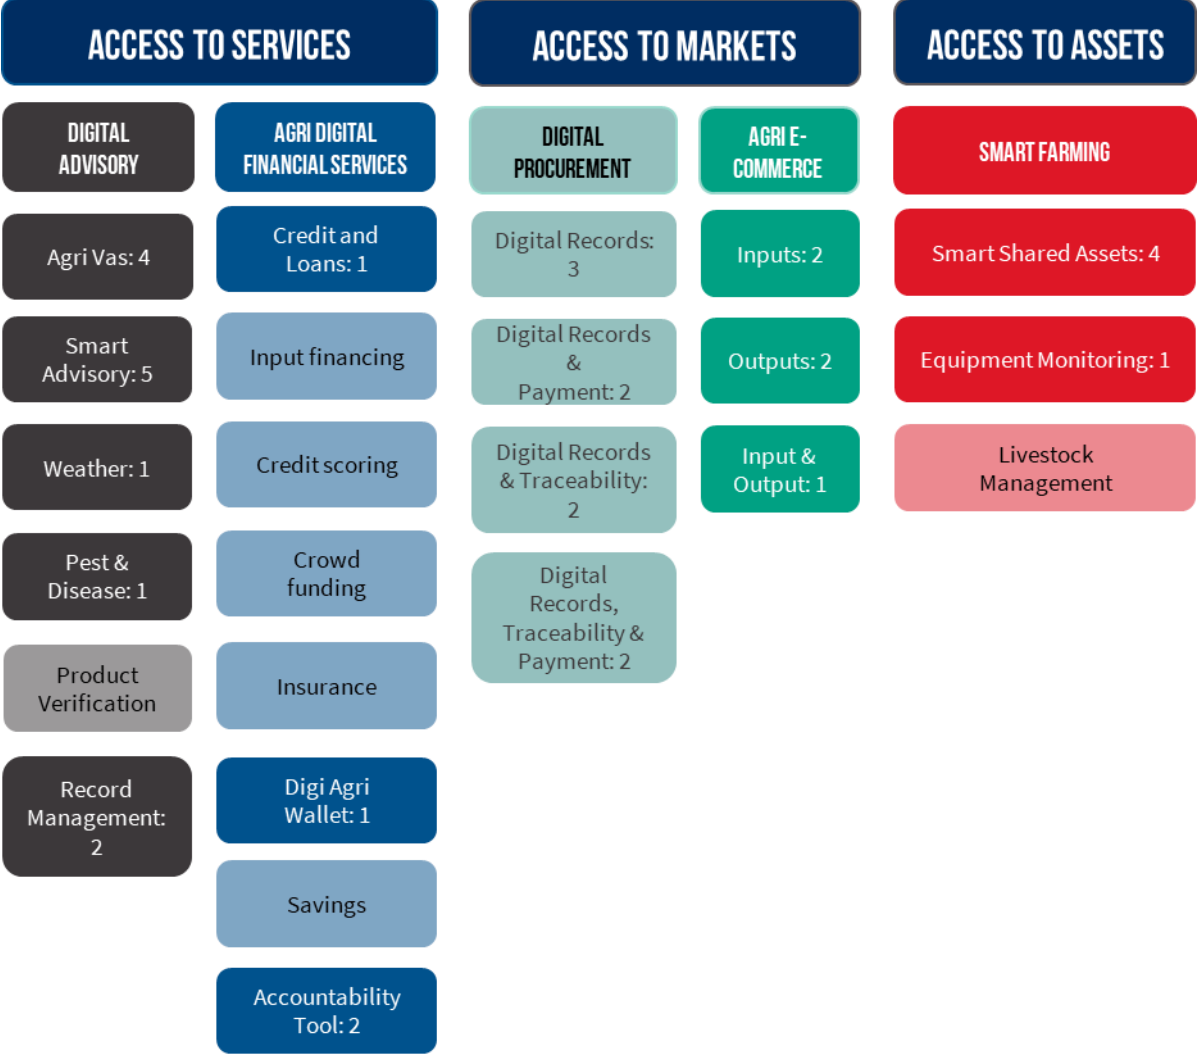 ACCESS TO SERVICES
DIGITAL
ADVISORY
Agri Vas: 4
Smart
Advisory: 5
Weather: 1
Pest &
Disease: 1
Product
Verification
Record
Management:
2
AGRI DIGITAL
FINANCIAL SERVICES
Credit and
Loans: 1
Input financing
Credit scoring
Crowd
funding
Insurance
Digi Agri
Wallet: 1
Savings
Accountability
Tool: 2
ACCESS TO MARKETS
DIGITAL
PROCUREMENT
Digital Records:
3
Digital Records
&
Payment: 2
Digital Records
& Traceability:
2
Digital
Records,
Traceability &
Payment: 2
AGRI E-
COMMERCE
Inputs: 2
Outputs: 2
Input &
Output: 1
ACCESS TO ASSETS
SMART FARMING
Smart Shared Assets: 4
Equipment Monitoring: 1
Livestock
Management